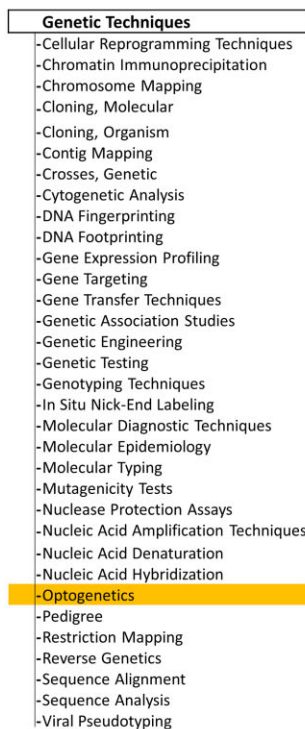 Genetic Techniques
-Cellular Reprogramming Techniques
-Chromatin Immunoprecipitation
-Chromosome Mapping
-Cloning, Molecular
-Cloning, Organism
-Contig Mapping
-Crosses, Genetic
-Cytogenetic Analysis
-DNA Fingerprinting
-DNA Footprinting
-Gene Expression Profiling
-Gene Targeting
-Gene Transfer Techniques
-Genetic Association Studies
-Genetic Engineering
-Genetic Testing
-Genotyping Techniques
-In Situ Nick-End Labeling
-Molecular Diagnostic Techniques
-Molecular Epidemiology
-Molecular Typing
-Mutagenicity Tests
-Nuclease Protection Assays
-Nucleic Acid Amplification Techniques
-Nucleic Acid Denaturation
-Nucleic Acid Hybridization
-Optogenetics
-Pedigree
-Restriction Mapping
-Reverse Genetics
-Sequence Alignment
-Sequence Analysis
-Viral Pseudotyping